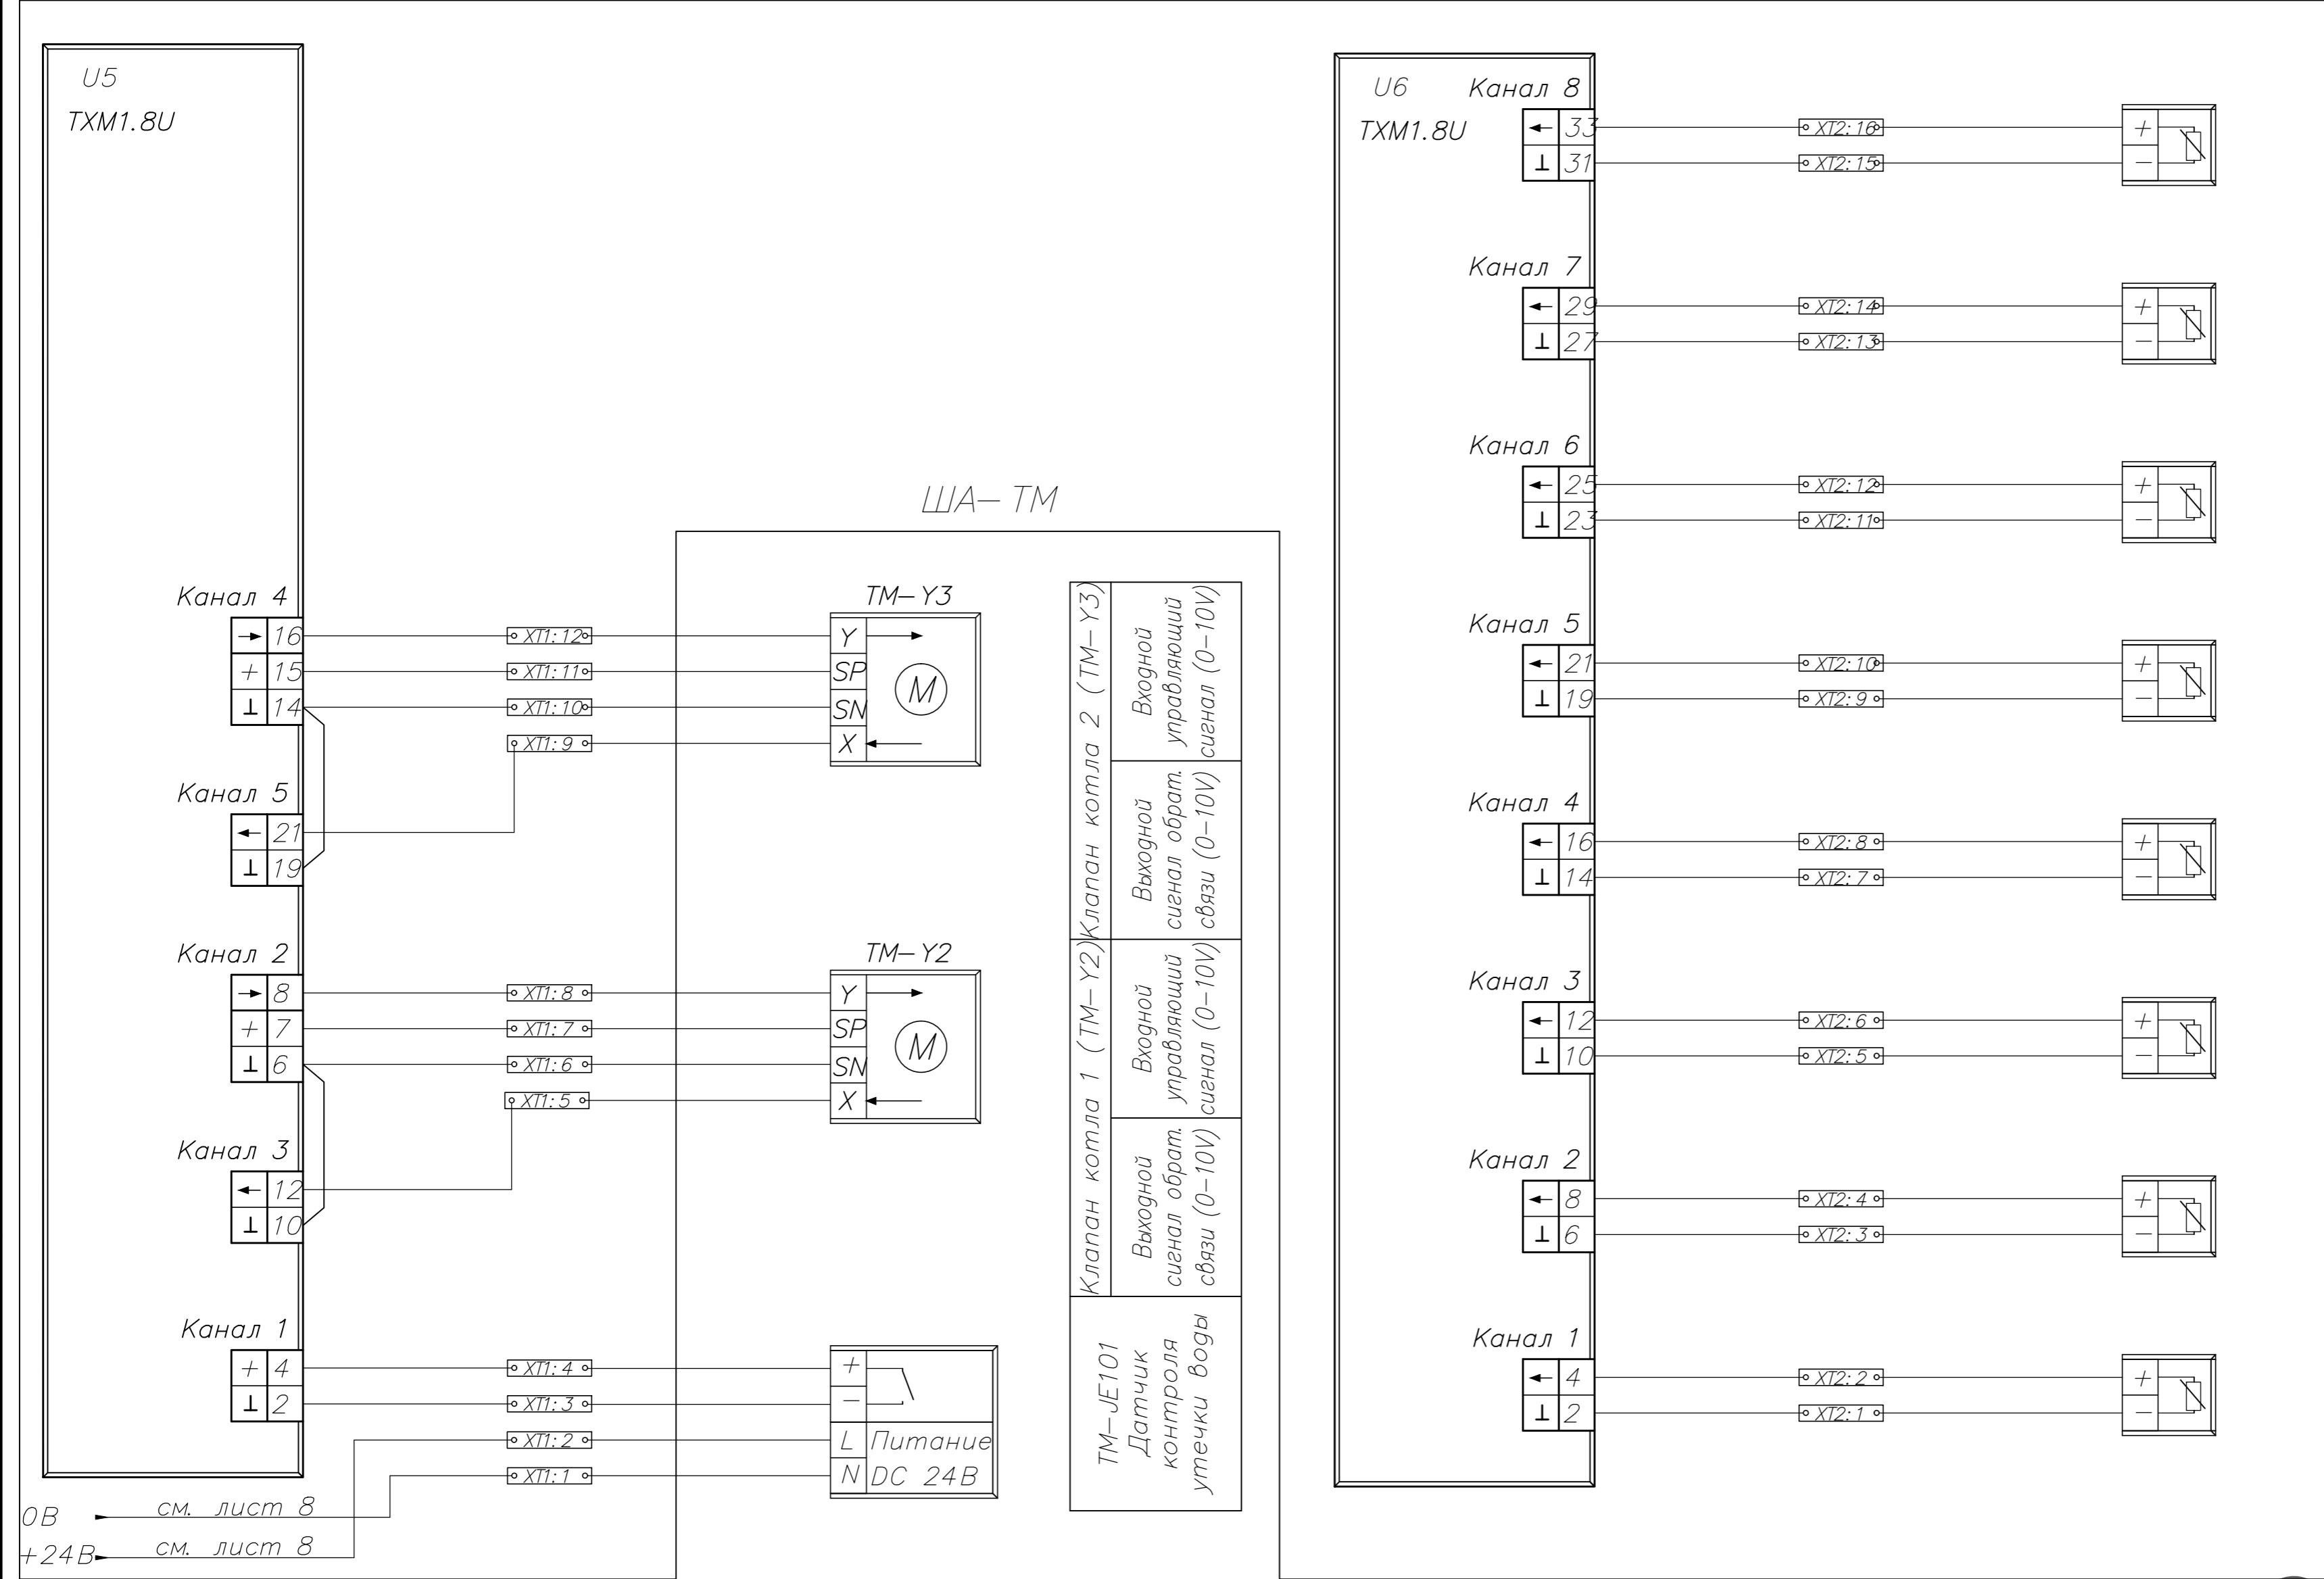 U5
TXM1.8U
Канал 4
→ 16
+ 15
⊥ 14
Канал 5
← 21
⊥ 19
Канал 2
→ 8
+ 7
⊥ 6
Канал 3
← 12
⊥ 10
Канал 1
+ 4
⊥ 2
0В
см. лист 8
+24В
см. лист 8
XT1:12
XT1:11
XT1:10
XT1:9
XT1:8
XT1:7
XT1:6
XT1:5
XT1:4
XT1:3
XT1:2
XT1:1
ША-ТМ
ТМ-Y3
Y
SP
SN
X
M
ТМ-Y2
Y
SP
SN
X
M
+
−
L Питание
N DC 24В
Клапан котла 2 (ТМ-Y3)
Входной
управляющий
сигнал (0-10V)
Выходной
сигнал обрат.
связи (0-10V)
Клапан котла 1 (ТМ-Y2)
Входной
управляющий
сигнал (0-10V)
Выходной
сигнал обрат.
связи (0-10V)
ТМ-JE101
Датчик
контроля
утечки воды
U6
TXM1.8U
Канал 8
← 33 XT2:16 +
⊥ 31 XT2:15 −
Канал 7
← 29 XT2:14 +
⊥ 27 XT2:13 −
Канал 6
← 25 XT2:12 +
⊥ 23 XT2:11 −
Канал 5
← 21 XT2:10 +
⊥ 19 XT2:9 −
Канал 4
← 16 XT2:8 +
⊥ 14 XT2:7 −
Канал 3
← 12 XT2:6 +
⊥ 10 XT2:5 −
Канал 2
← 8 XT2:4 +
⊥ 6 XT2:3 −
Канал 1
← 4 XT2:2 +
⊥ 2 XT2:1 −